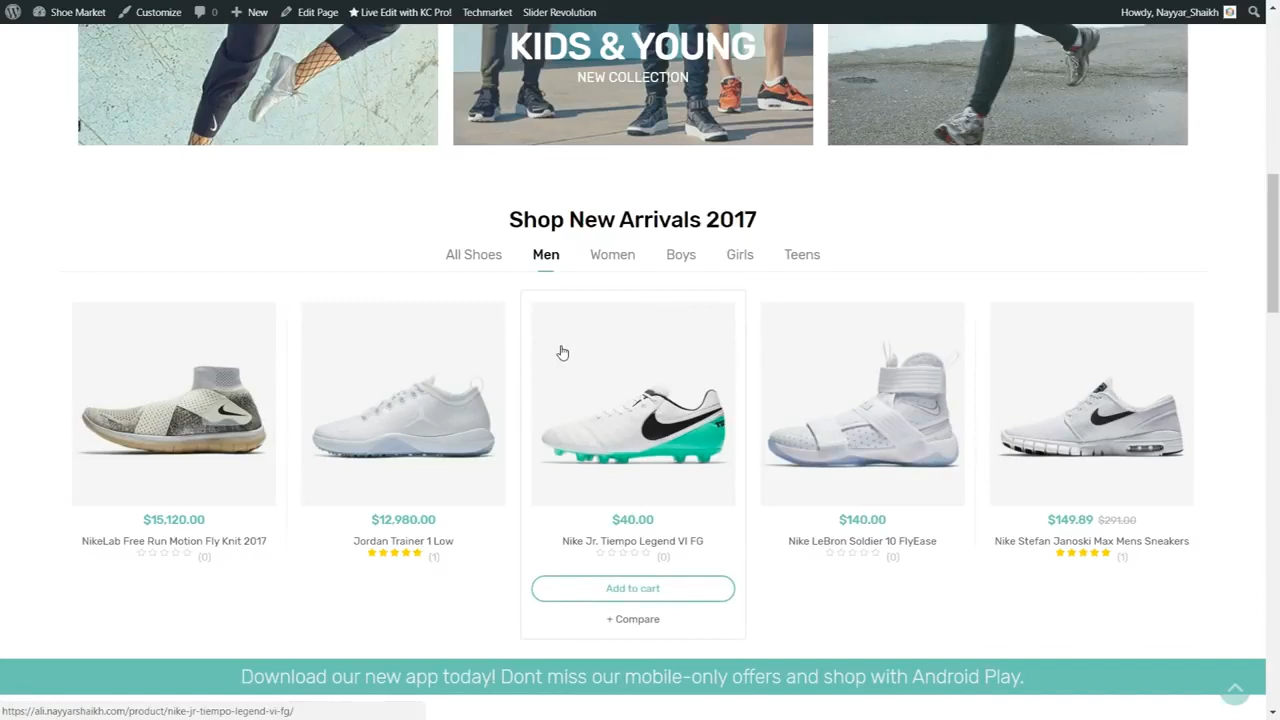 Shoe Market Customize 0 New Edit Page Live Edit with KC Pro! Techmarket Slider Revolution Howdy, Nayyar_Shaikh
KIDS & YOUNG
NEW COLLECTION
Shop New Arrivals 2017
All Shoes Men Women Boys Girls Teens
$15,120.00 $12,980.00 $40.00 $140.00 $149.89 $291.00
NikeLab Free Run Motion Fly Knit 2017 Jordan Trainer 1 Low Nike Jr. Tiempo Legend VI FG Nike LeBron Soldier 10 FlyEase Nike Stefan Janoski Max Mens Sneakers
(0) (1) (0) (0) (1)
Add to cart
+ Compare
Download our new app today! Dont miss our mobile-only offers and shop with Android Play.
https://ali.nayyarshaikh.com/product/nike-jr-tiempo-legend-vi-fg/